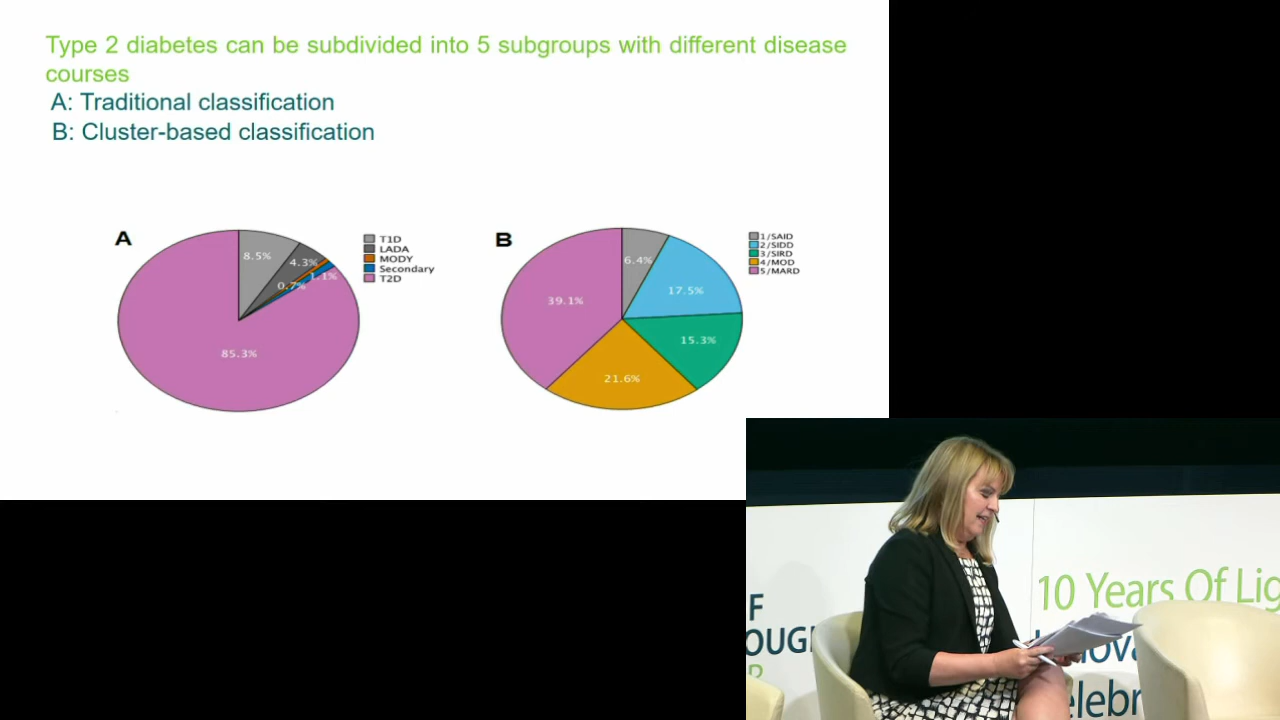 Type 2 diabetes can be subdivided into 5 subgroups with different disease
courses
A: Traditional classification
B: Cluster-based classification
A
8.5%
4.3%
1.1%
0.7%
85.3%
T1D
LADA
MODY
Secondary
T2D
B
6.4%
17.5%
39.1%
15.3%
21.6%
1/SAID
2/SIDD
3/SIRD
4/MOD
5/MARD
10 Years Of Lig